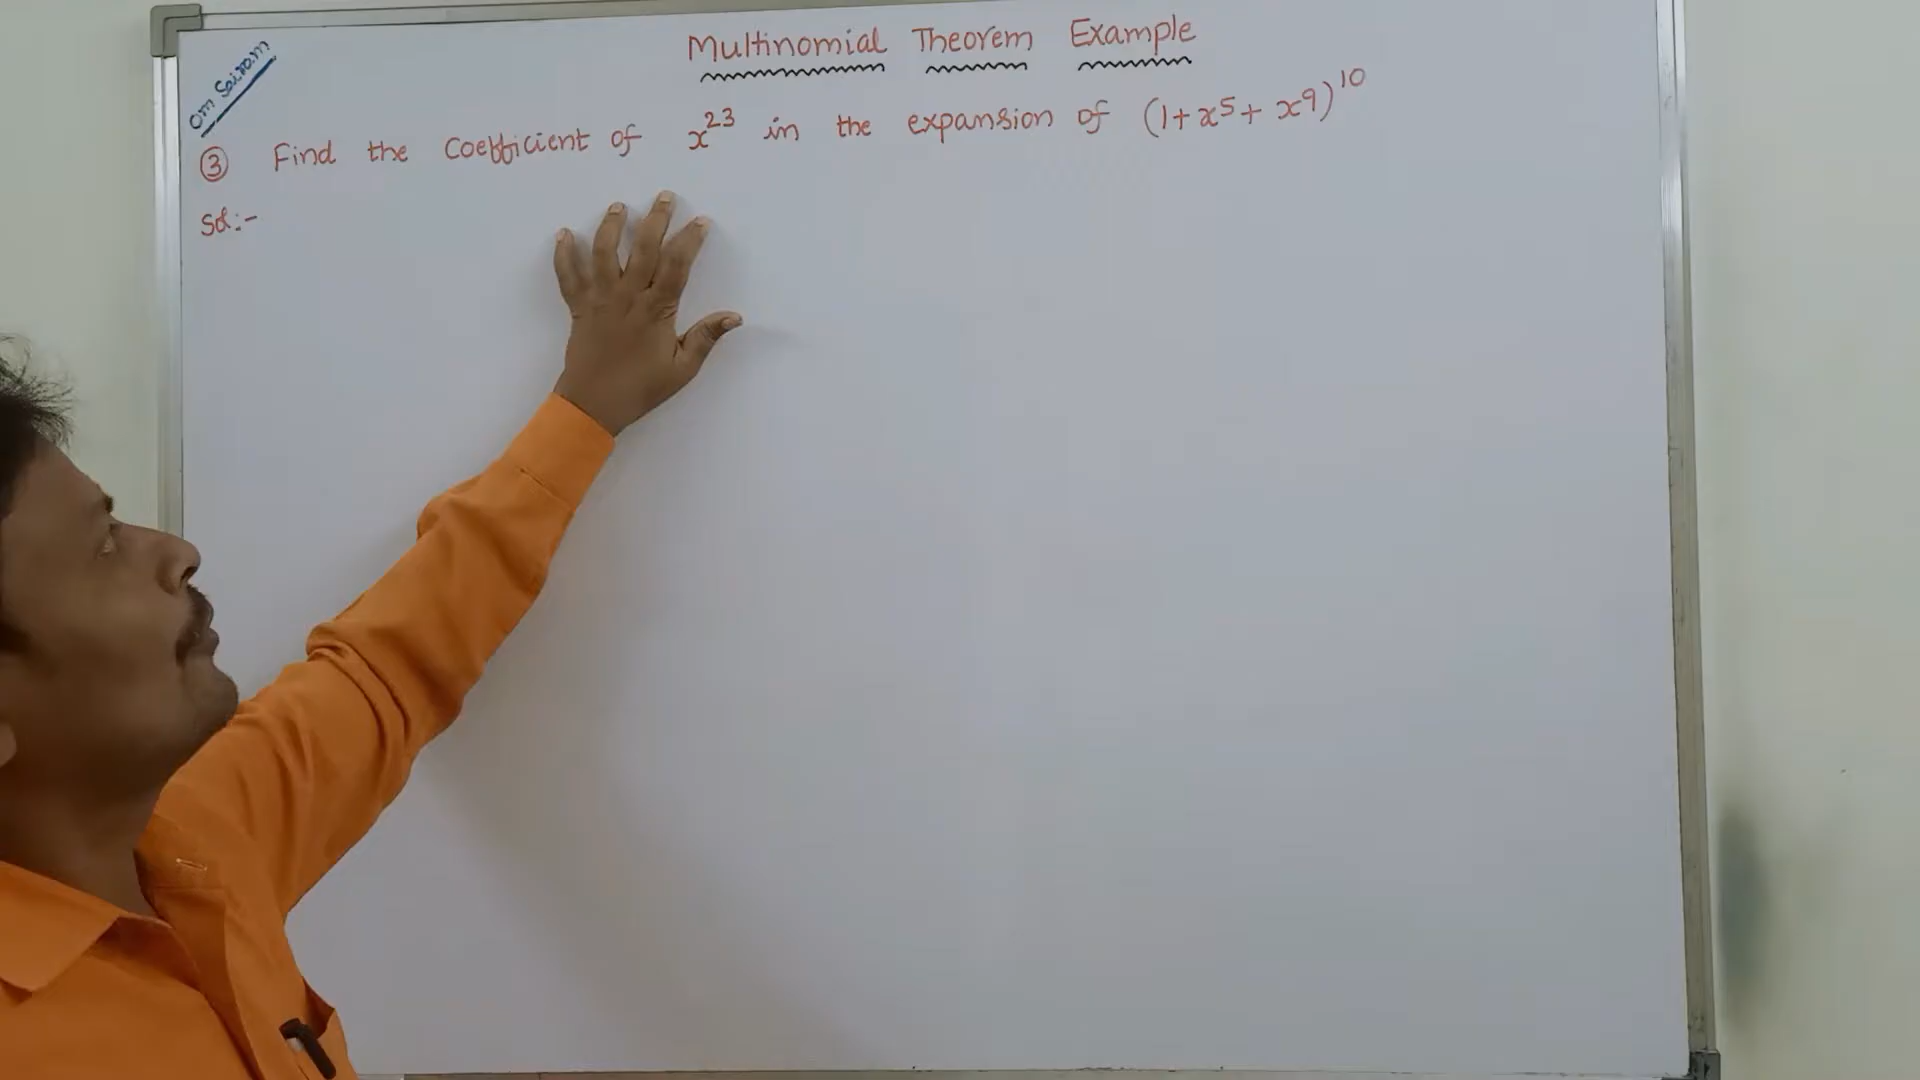 Om Sairam
Multinomial Theorem Example
③ Find the Coefficient of x²³ in the expansion of (1+x⁵+x⁹)¹⁰
Sol:-